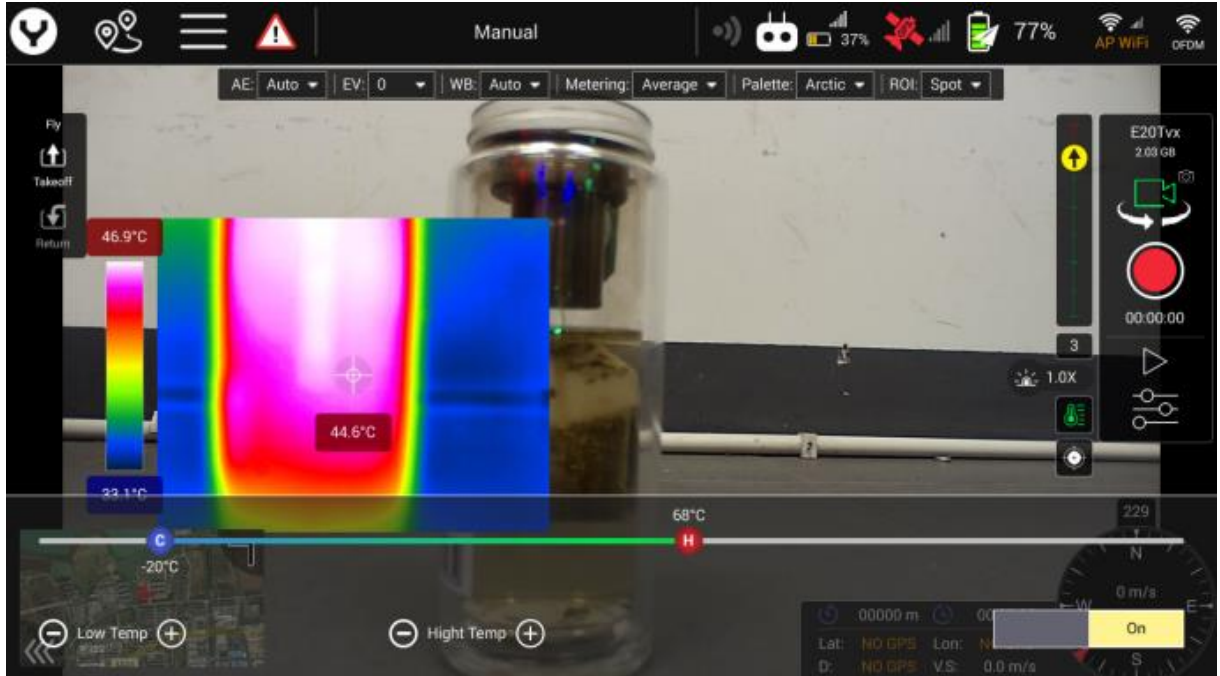 Manual
37%
77%
AP WiFi
OFDM
AE: Auto EV: 0 WB: Auto Metering: Average Palette: Arctic ROI: Spot
Fly
Takeoff
Return
E20Tvx
2.03 GB
46.9°C
44.6°C
33.1°C
00:00:00
3
1.0X
68°C
C
H
-20°C
Low Temp
Hight Temp
229
N
0 m/s
W
E
S
On
00000 m
Lat: NO GPS Lon:
D: NO GPS V.S: 0.0 m/s